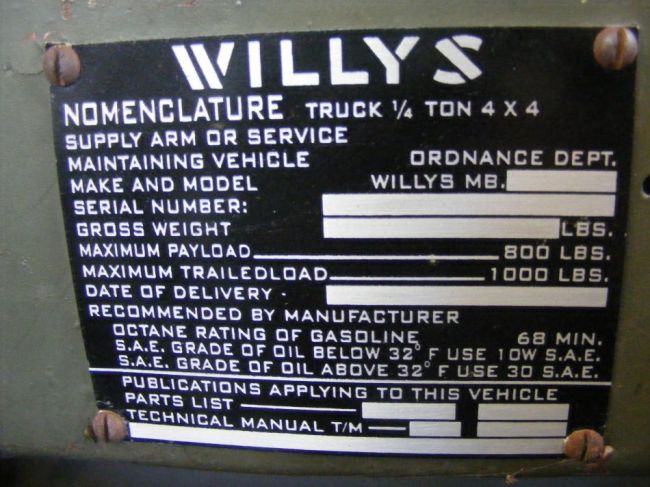 WILLYS
NOMENCLATURE TRUCK 1/4 TON 4 X 4
SUPPLY ARM OR SERVICE
MAINTAINING VEHICLE ORDNANCE DEPT.
MAKE AND MODEL WILLYS MB.
SERIAL NUMBER:
GROSS WEIGHT LBS.
MAXIMUM PAYLOAD 800 LBS.
MAXIMUM TRAILEDLOAD 1000 LBS.
DATE OF DELIVERY -
RECOMMENDED BY MANUFACTURER
OCTANE RATING OF GASOLINE 68 MIN.
S.A.E. GRADE OF OIL BELOW 32° F USE 10W S.A.E.
S.A.E. GRADE OF OIL ABOVE 32° F USE 30 S.A.E.
PUBLICATIONS APPLYING TO THIS VEHICLE
PARTS LIST
TECHNICAL MANUAL T/M